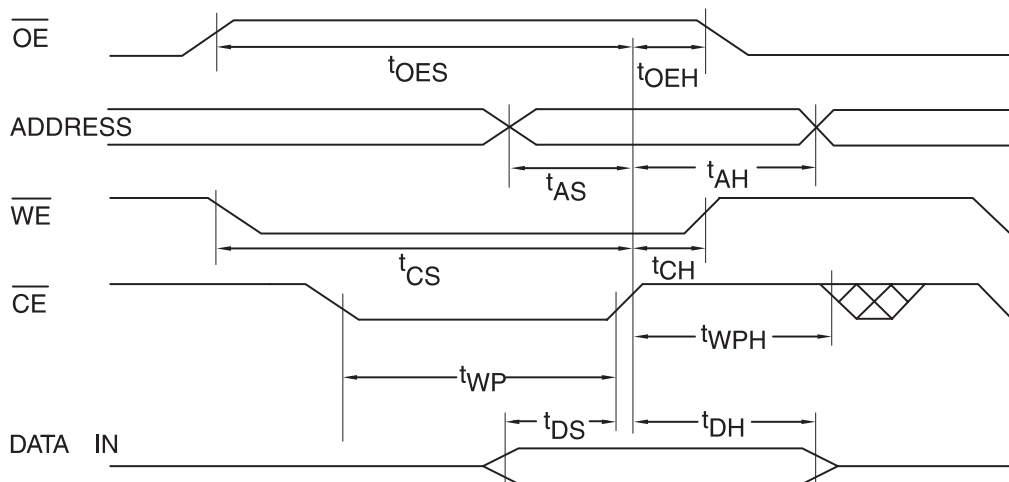 OE
tOES
tOEH
ADDRESS
tAS
tAH
WE
tCS
tCH
CE
tWPH
tWP
DATA IN
tDS
tDH